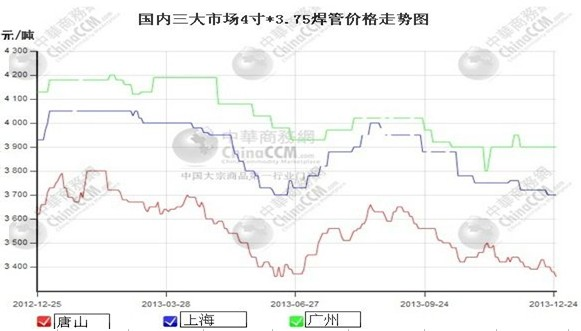 国内三大市场4寸*3.75焊管价格走势图
元/吨
4 300
4 200
4 100
4 000
3 900
3 800
3 700
3 600
3 500
3 400
中華商務網
ChinaCCM.com
中国大宗商品第一行业门户
2012-12-25 2013-03-28 2013-06-27 2013-09-24 2013-12-24
唐山 上海 广州